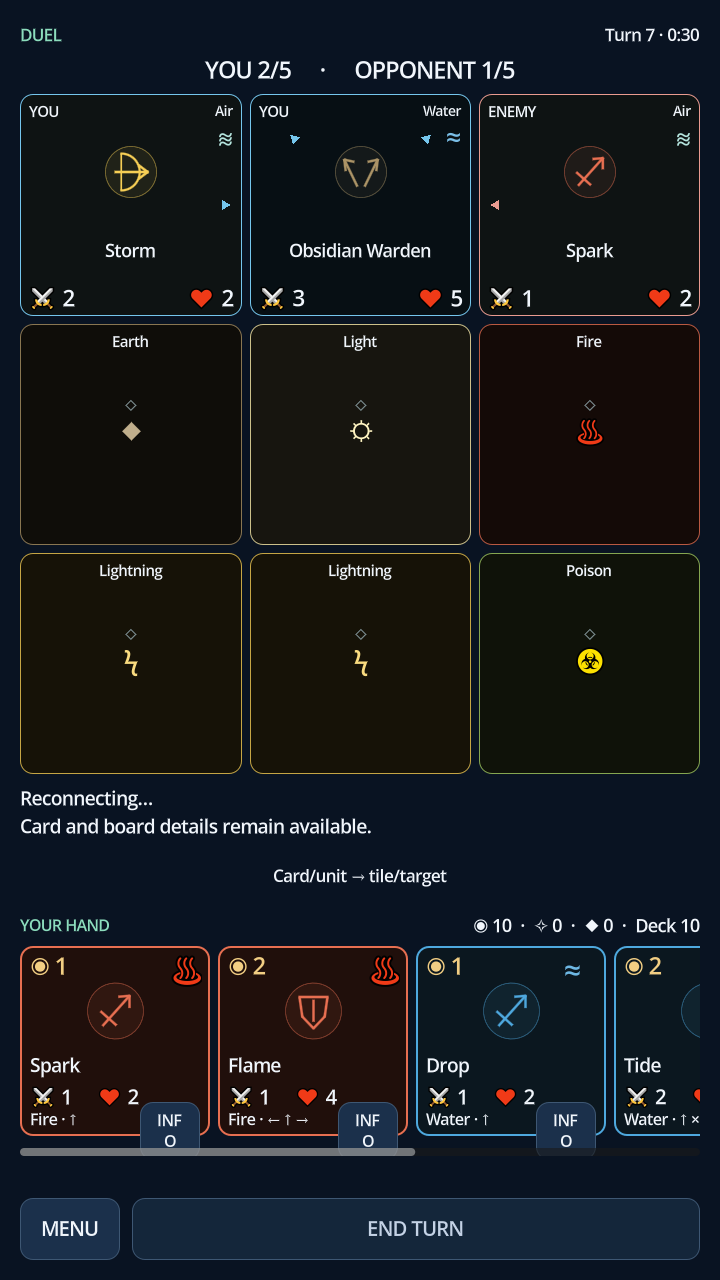 DUEL
Turn 7 · 0:30
YOU 2/5 · OPPONENT 1/5
YOU Air
Storm
2 2
YOU Water
Obsidian Warden
3 5
ENEMY Air
Spark
1 2
Earth
Light
Fire
Lightning
Lightning
Poison
Reconnecting...
Card and board details remain available.
Card/unit → tile/target
YOUR HAND
◉ 10 · ✧ 0 · ◆ 0 · Deck 10
◉ 1
Spark
1 2
Fire · ↑
INFO
◉ 2
Flame
1 4
Fire · ← ↑ →
INFO
◉ 1
Drop
1 2
Water · ↑
INFO
◉ 2
Tide
2
Water · ↑ ×
MENU
END TURN